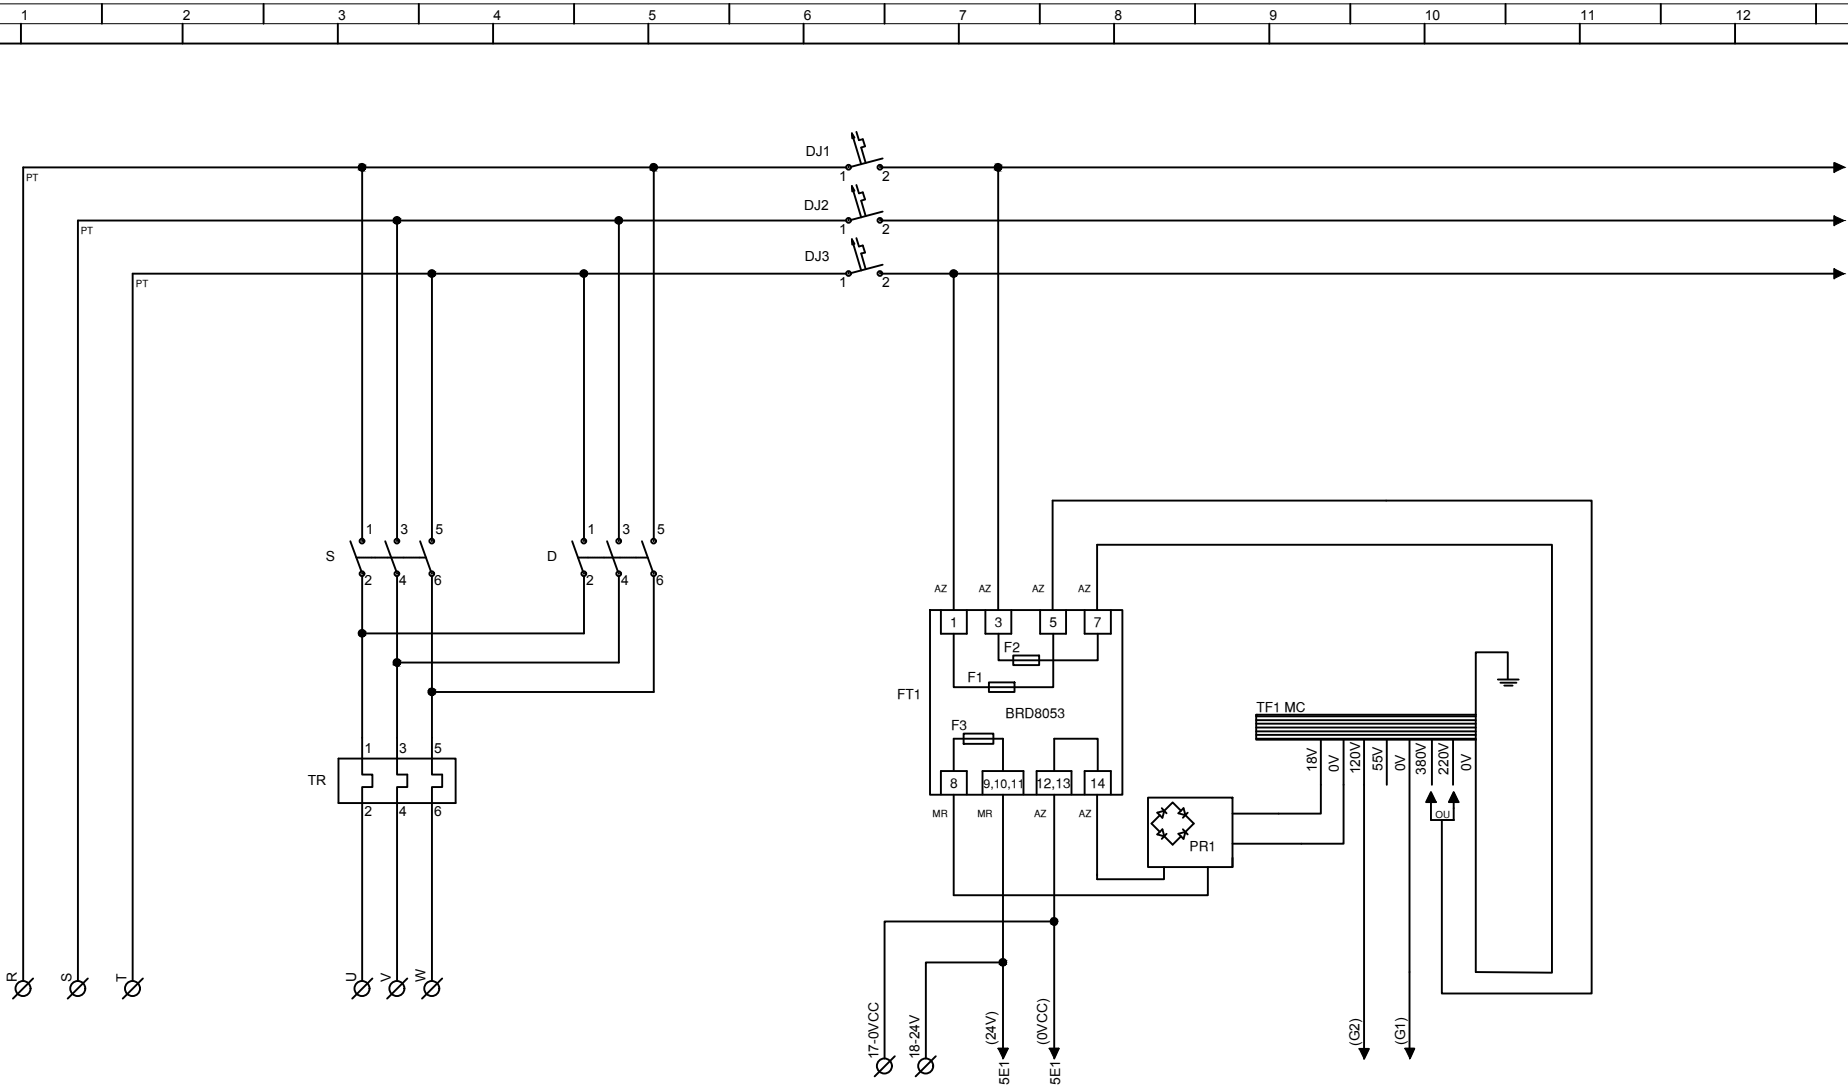 1 2 3 4 5 6 7 8 9 10 11 12
DJ1
1 2
PT
DJ2
1 2
PT
DJ3
1 2
PT
1 3 5 1 3 5
S D
2 4 6 2 4 6
AZ AZ AZ AZ
1 3 5 7
F2
F1
FT1
BRD8053
F3
TF1 MC
18V 0V 120V 55V 0V 380V 220V 0V
1 3 5
TR
2 4 6
8 9,10,11 12,13 14
MR MR AZ AZ
OU
PR1
R S T U V W
17-0VCC 18-24V (24V) (0VCC) (G2) (G1)
5E1 5E1